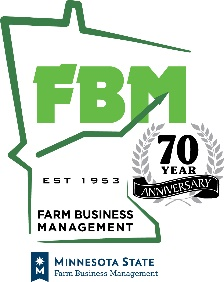 FBM
70
YEAR
ANNIVERSARY
EST 1953
FARM BUSINESS
MANAGEMENT
MINNESOTA STATE
Farm Business Management